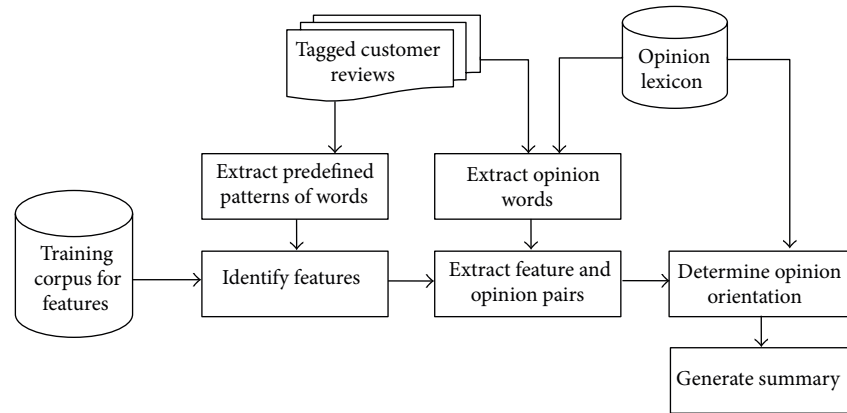 Tagged customer
reviews
Opinion
lexicon
Extract predefined
patterns of words
Extract opinion
words
Training
corpus for
features
Identify features
Extract feature and
opinion pairs
Determine opinion
orientation
Generate summary